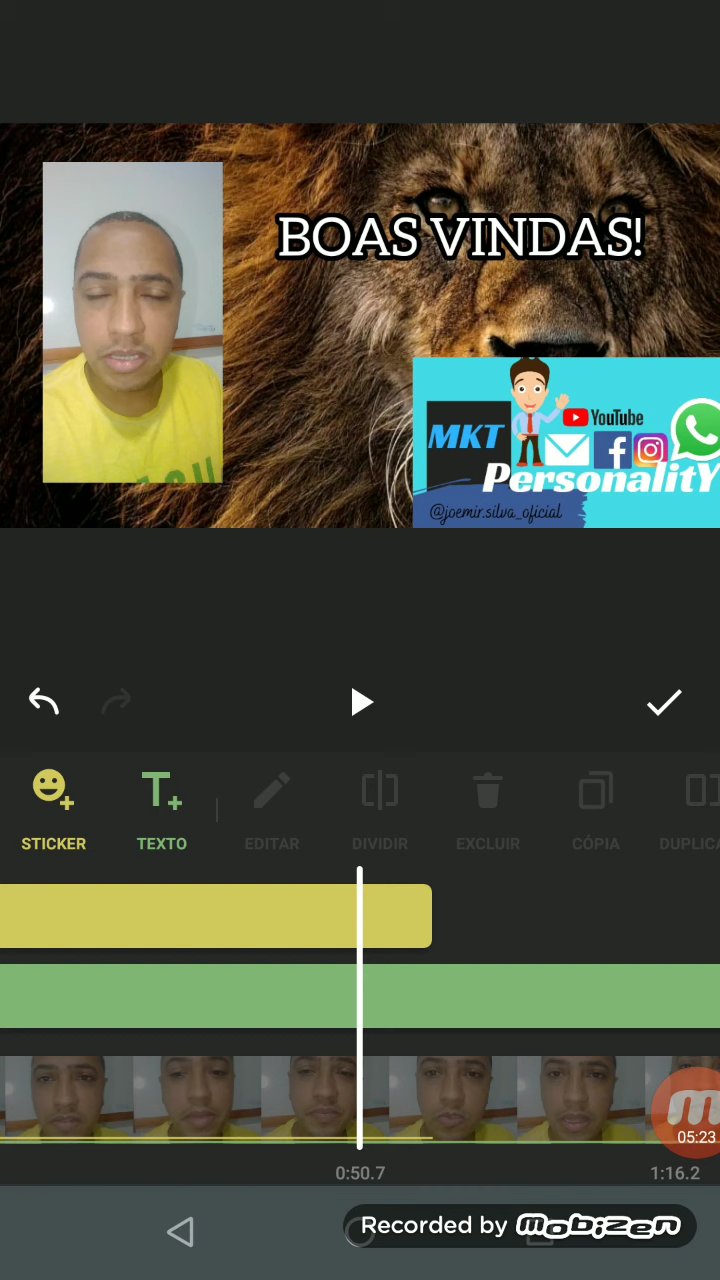 BOAS VINDAS!
YouTube
MKT
PersonalitY
@joemir.silva_oficial
STICKER
TEXTO
EDITAR
DIVIDIR
EXCLUIR
CÓPIA
DUPLICA
05:23
0:50.7
1:16.2
Recorded by mobizen